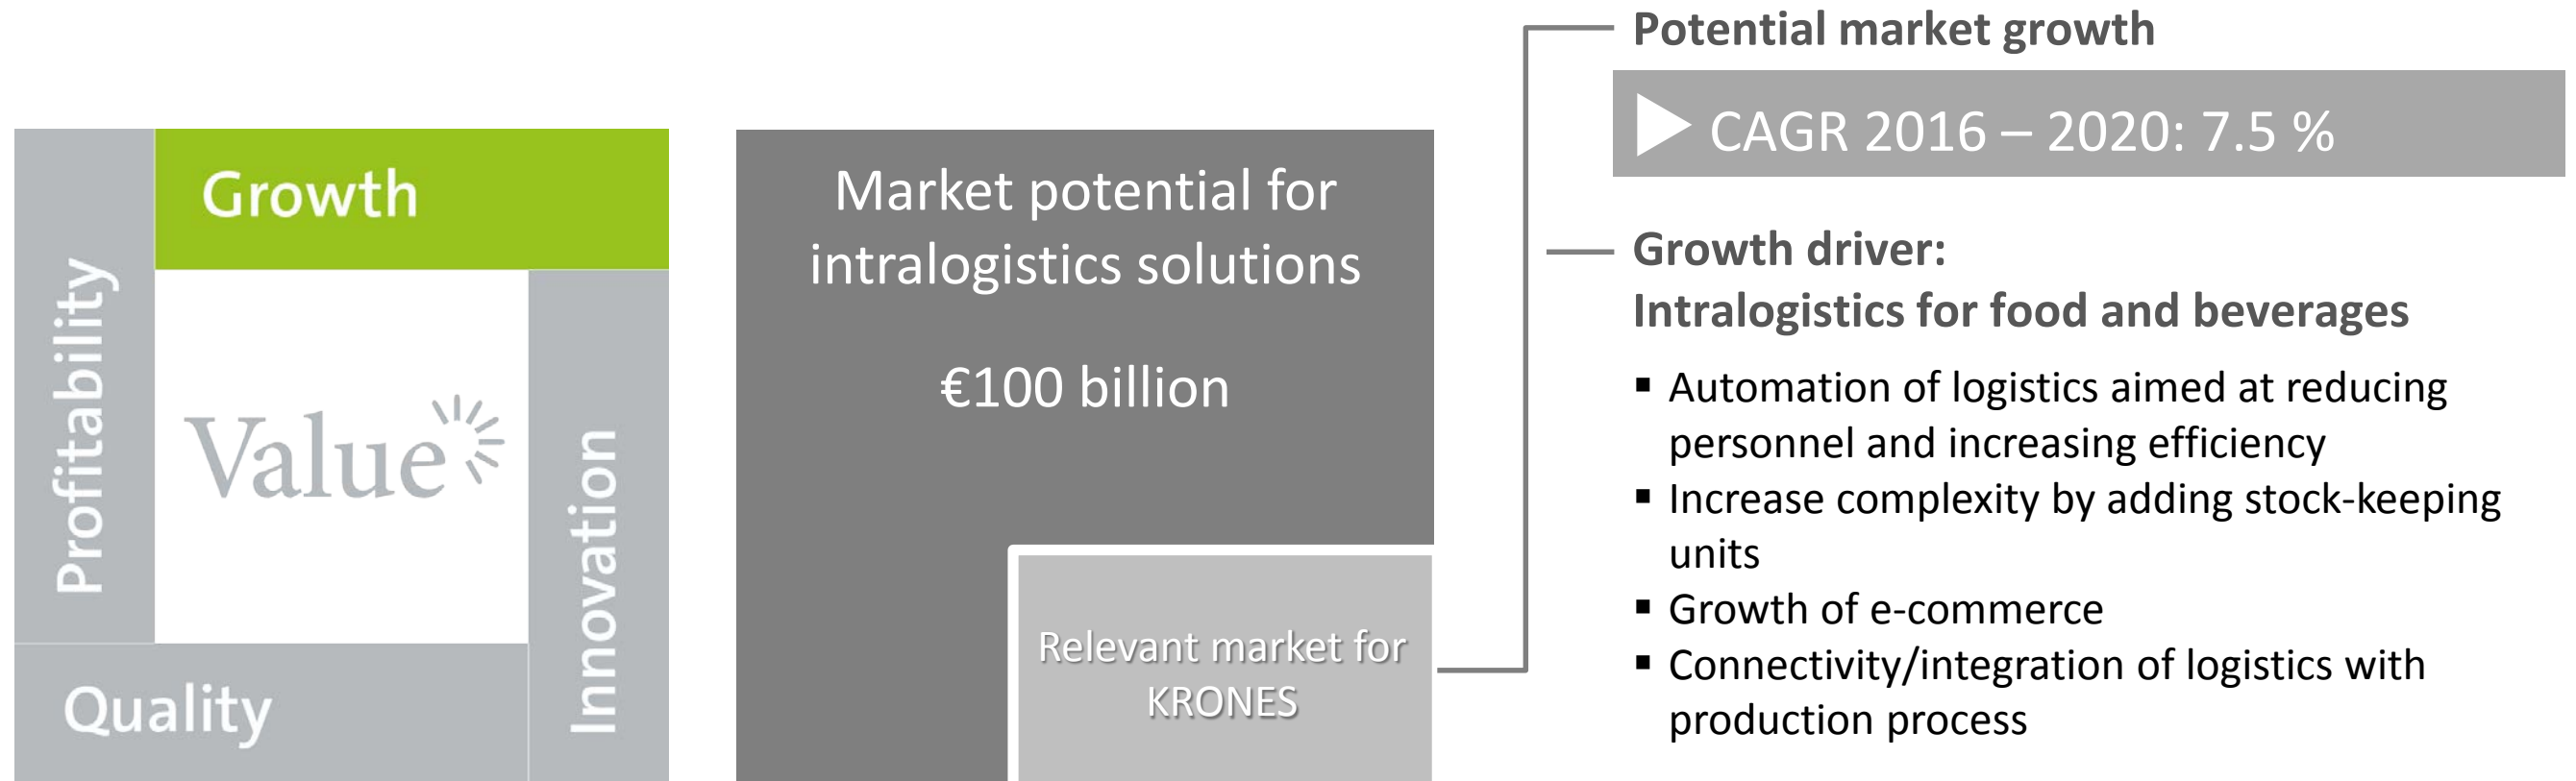 Growth
Profitability
Value
Innovation
Quality
Market potential for
intralogistics solutions
€100 billion
Relevant market for
KRONES
Potential market growth
CAGR 2016 – 2020: 7.5 %
Growth driver:
Intralogistics for food and beverages
▪ Automation of logistics aimed at reducing
personnel and increasing efficiency
▪ Increase complexity by adding stock-keeping
units
▪ Growth of e-commerce
▪ Connectivity/integration of logistics with
production process